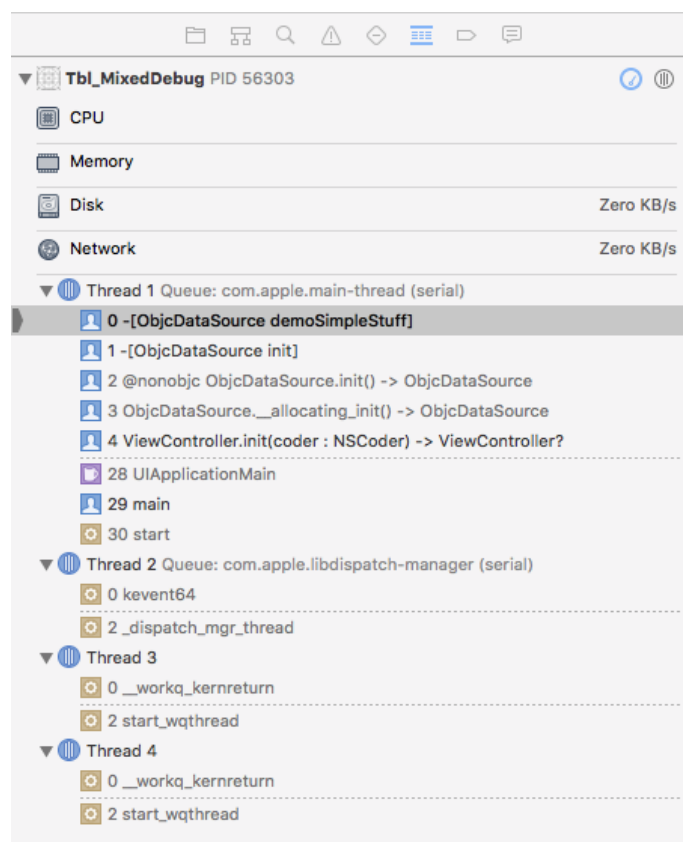 Tbl_MixedDebug PID 56303
CPU
Memory
Disk Zero KB/s
Network Zero KB/s
Thread 1 Queue: com.apple.main-thread (serial)
0 -[ObjcDataSource demoSimpleStuff]
1 -[ObjcDataSource init]
2 @nonobjc ObjcDataSource.init() -> ObjcDataSource
3 ObjcDataSource.__allocating_init() -> ObjcDataSource
4 ViewController.init(coder : NSCoder) -> ViewController?
28 UIApplicationMain
29 main
30 start
Thread 2 Queue: com.apple.libdispatch-manager (serial)
0 kevent64
2 _dispatch_mgr_thread
Thread 3
0 __workq_kernreturn
2 start_wqthread
Thread 4
0 __workq_kernreturn
2 start_wqthread